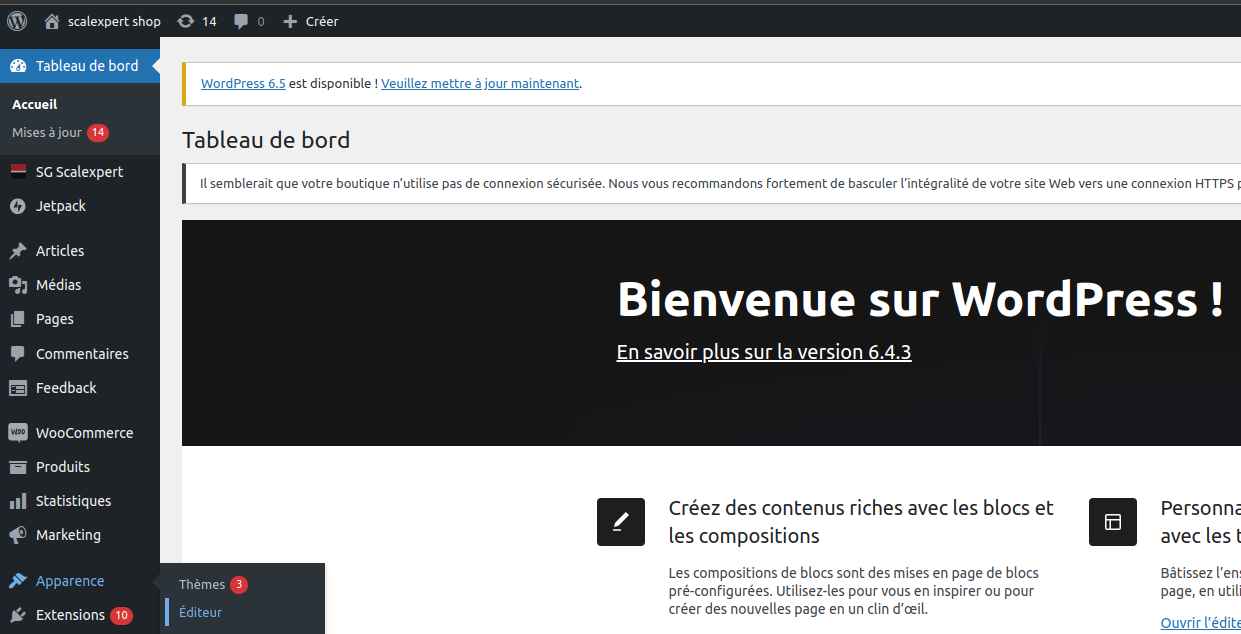 scalexpert shop 14 0 Créer
Tableau de bord
Accueil
Mises à jour 14
SG Scalexpert
Jetpack
Articles
Médias
Pages
Commentaires
Feedback
WooCommerce
Produits
Statistiques
Marketing
Apparence
Extensions 10
Thèmes 3
Éditeur
WordPress 6.5 est disponible ! Veuillez mettre à jour maintenant.
Tableau de bord
Il semblerait que votre boutique n’utilise pas de connexion sécurisée. Nous vous recommandons fortement de basculer l’intégralité de votre site Web vers une connexion HTTPS p
Bienvenue sur WordPress !
En savoir plus sur la version 6.4.3
Créez des contenus riches avec les blocs et
les compositions
Les compositions de blocs sont des mises en page de blocs
pré-configurées. Utilisez-les pour vous en inspirer ou pour
créer des nouvelles page en un clin d’œil.
Personna
avec les t
Bâtissez l’ens
page, en utili
Ouvrir l’édite